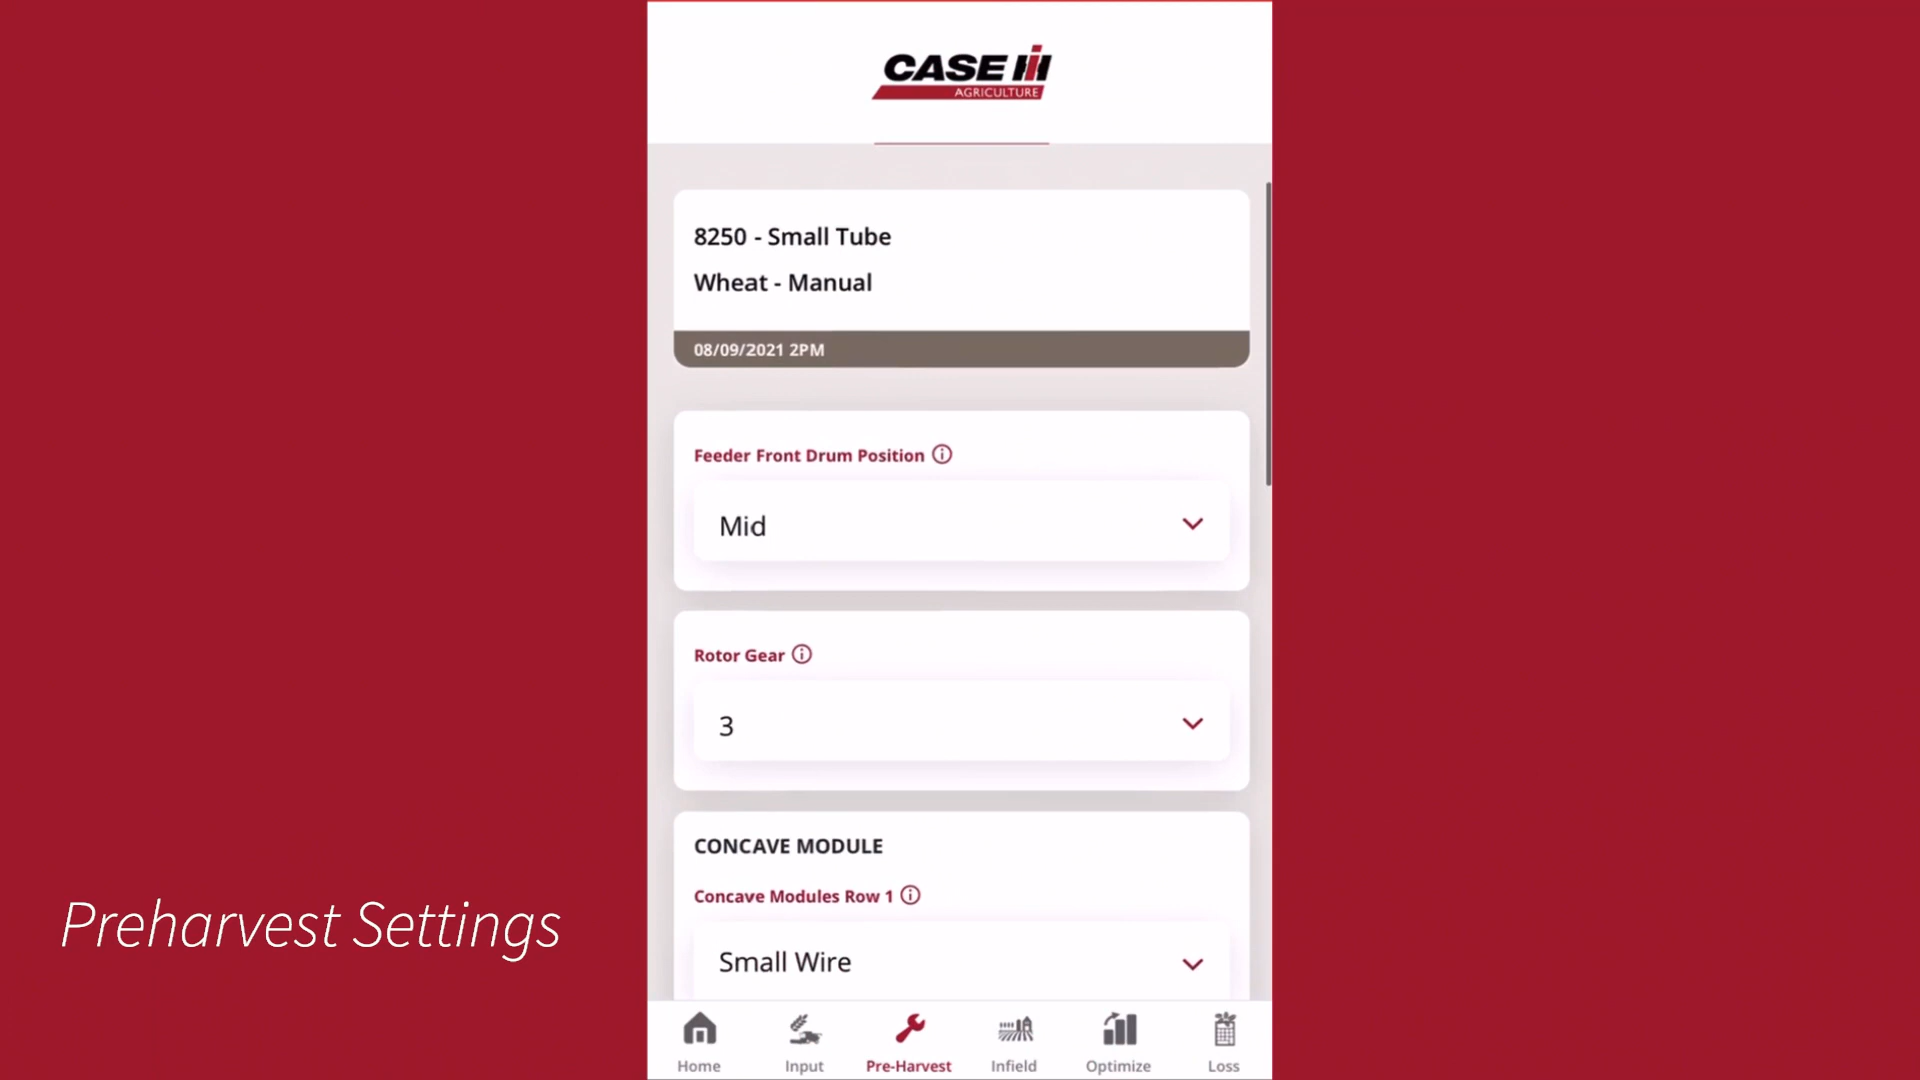 CASE IH
AGRICULTURE
8250 - Small Tube
Wheat - Manual
08/09/2021 2PM
Feeder Front Drum Position
Mid
Rotor Gear
3
CONCAVE MODULE
Concave Modules Row 1
Small Wire
Preharvest Settings
Home Input Pre-Harvest Infield Optimize Loss